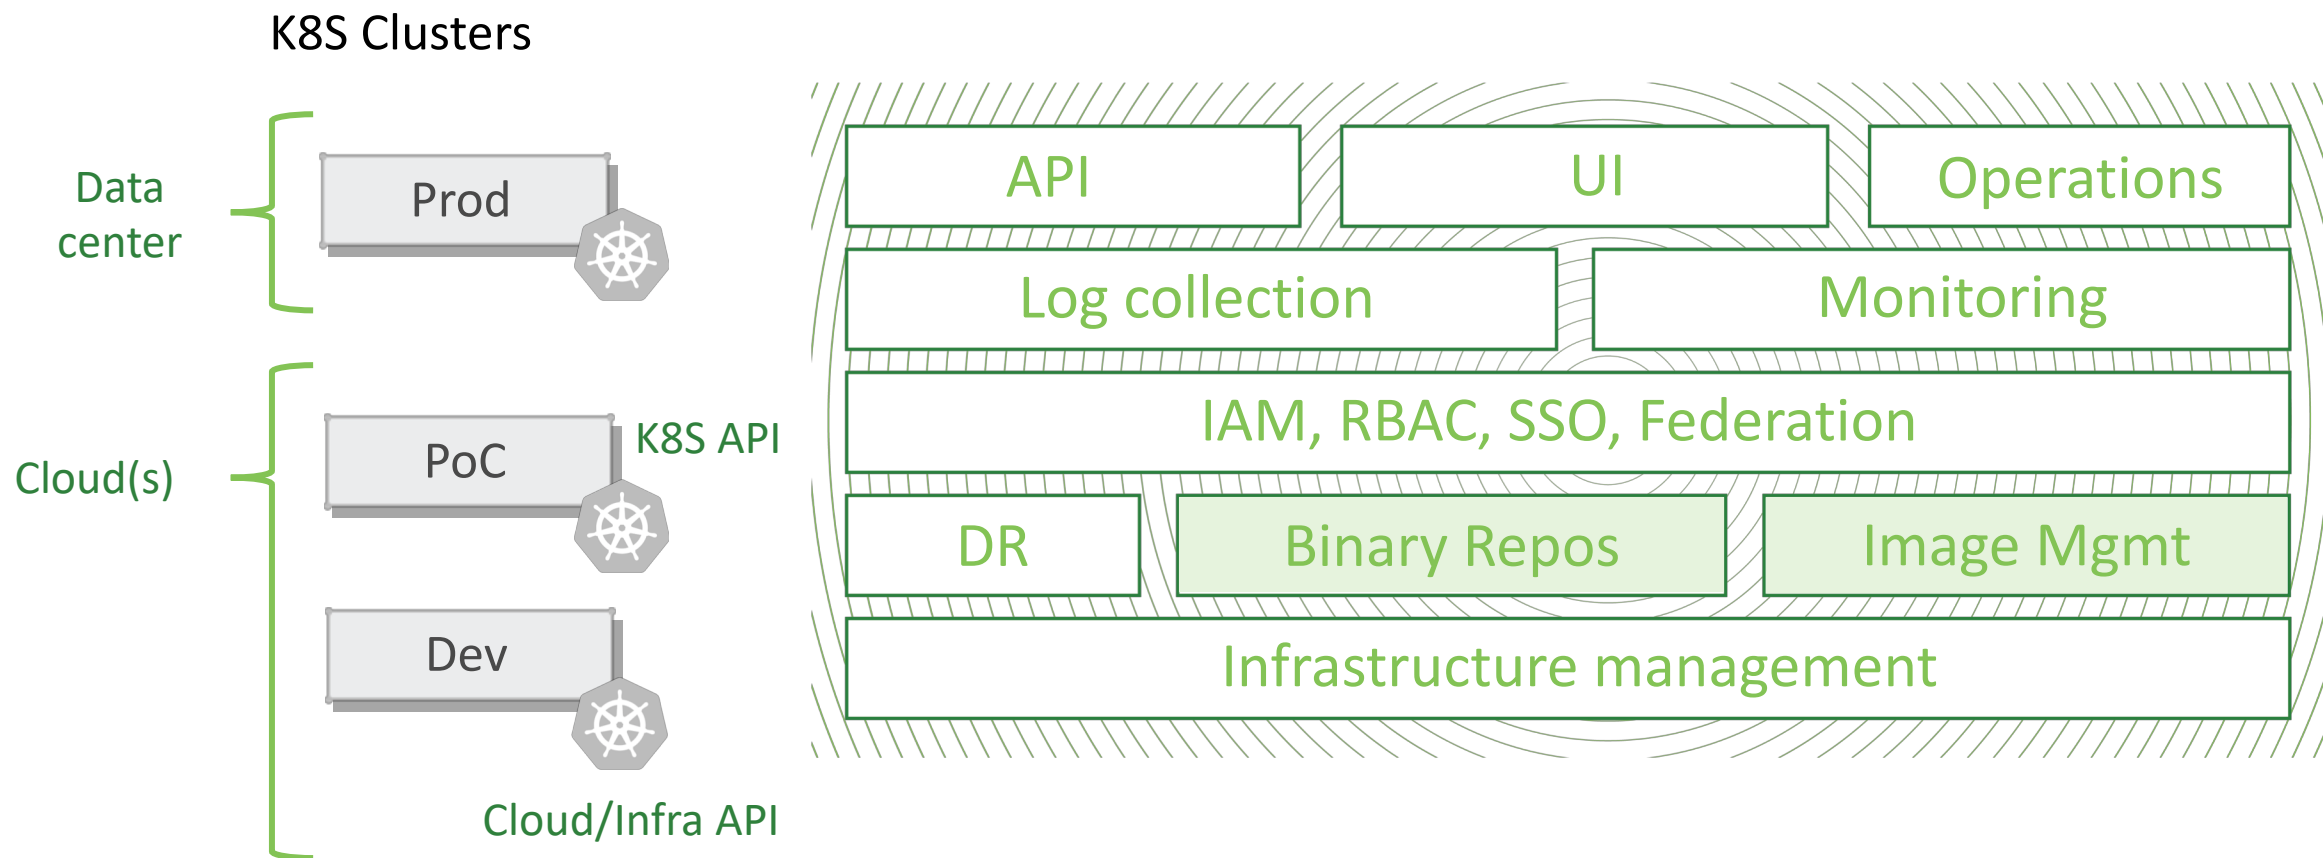 K8S Clusters
Data
center
Prod
Cloud(s)
PoC
K8S API
Dev
Cloud/Infra API
API
UI
Operations
Log collection
Monitoring
IAM, RBAC, SSO, Federation
DR
Binary Repos
Image Mgmt
Infrastructure management